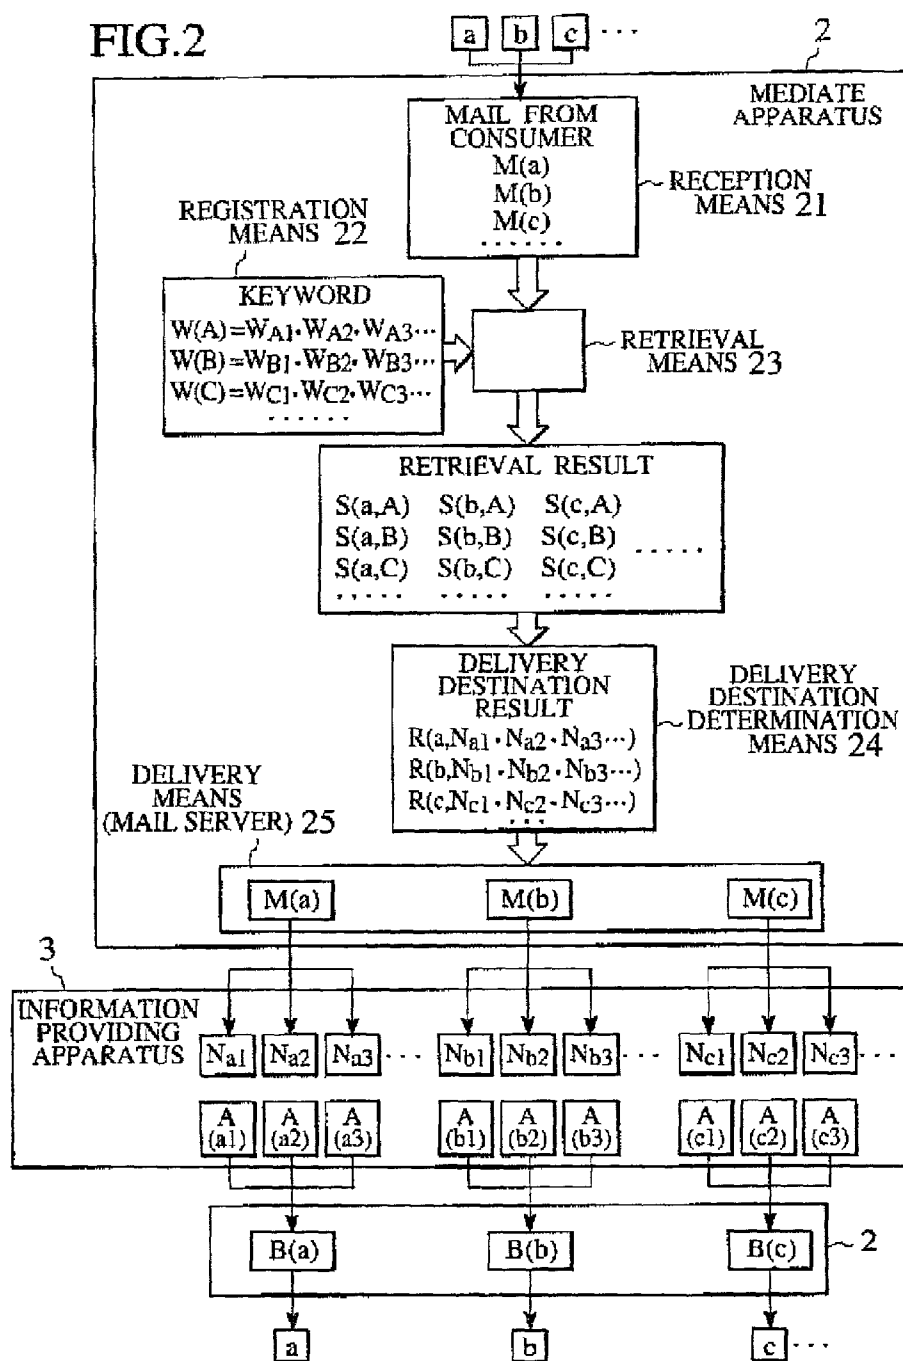 FIG.2
a b c ····
2
MEDIATE
APPARATUS
MAIL FROM
CONSUMER
M(a)
M(b)
M(c)
······
RECEPTION
MEANS 21
REGISTRATION
MEANS 22
KEYWORD
W(A)=WA1·WA2·WA3···
W(B)=WB1·WB2·WB3···
W(C)=WC1·WC2·WC3···
······
RETRIEVAL
MEANS 23
RETRIEVAL RESULT
S(a,A) S(b,A) S(c,A)
S(a,B) S(b,B) S(c,B) ·····
S(a,C) S(b,C) S(c,C)
····· ····· ·····
DELIVERY
DESTINATION
RESULT
R(a,Na1·Na2·Na3···)
R(b,Nb1·Nb2·Nb3···)
R(c,Nc1·Nc2·Nc3···)
···
DELIVERY
DESTINATION
DETERMINATION
MEANS 24
DELIVERY
MEANS
(MAIL SERVER) 25
M(a) M(b) M(c)
3
INFORMATION
PROVIDING
APPARATUS
Na1 Na2 Na3 ··· Nb1 Nb2 Nb3 ··· Nc1 Nc2 Nc3 ···
A(a1) A(a2) A(a3) A(b1) A(b2) A(b3) A(c1) A(c2) A(c3)
B(a) B(b) B(c) 2
a b c ···